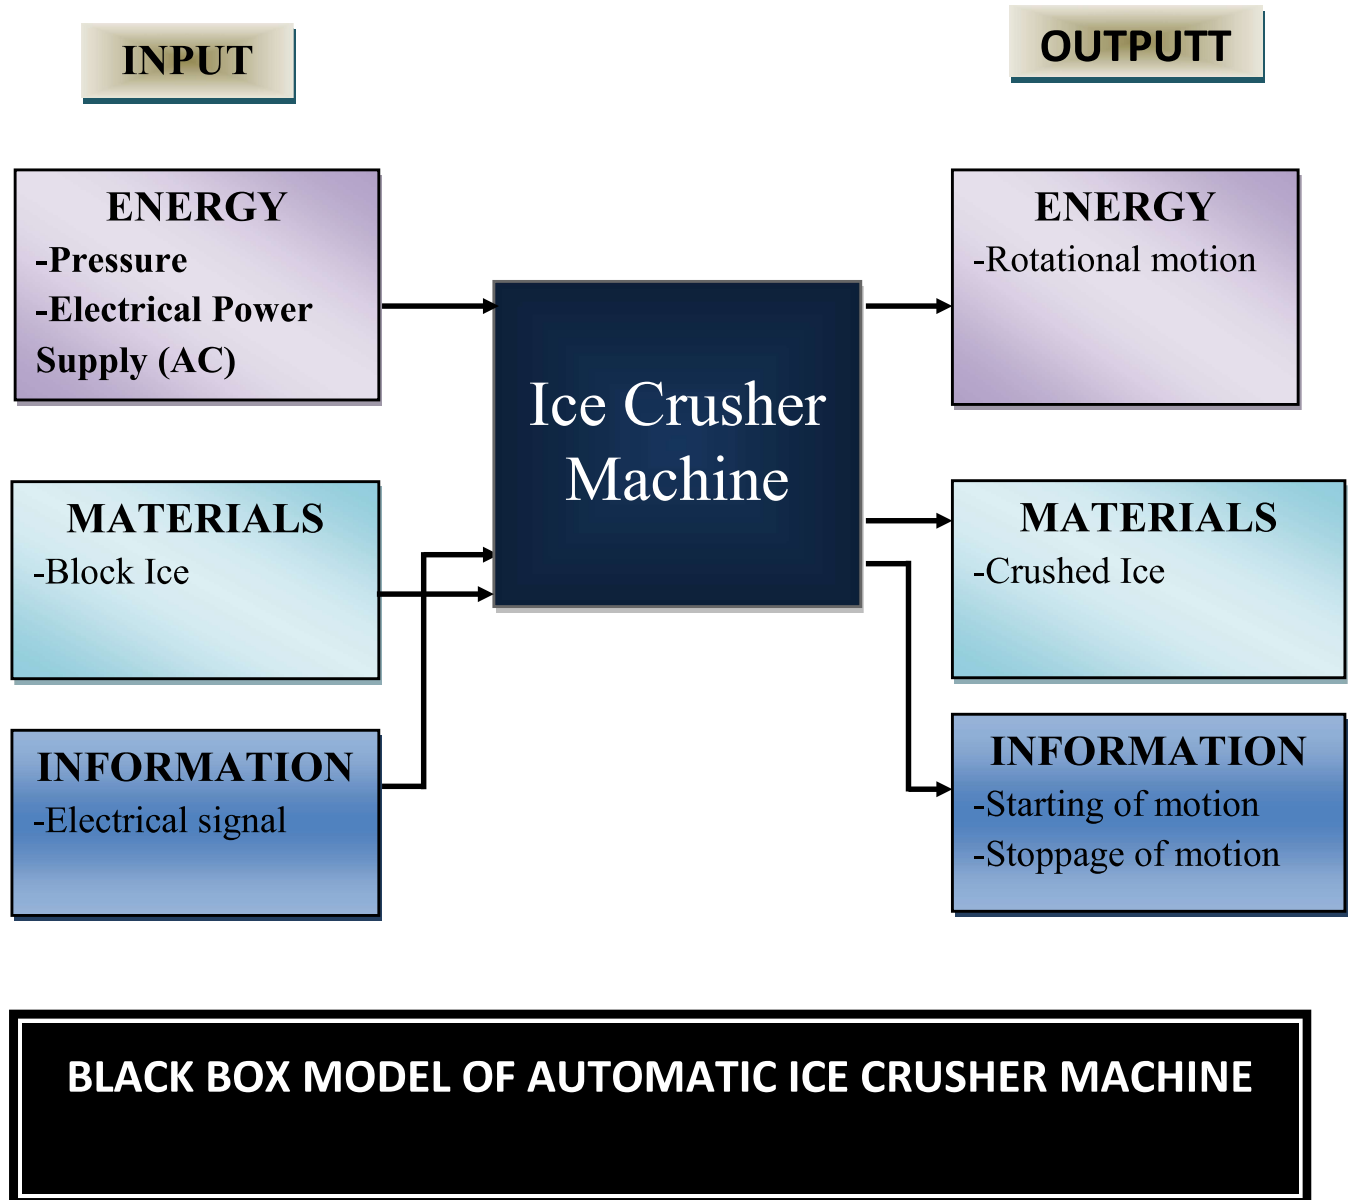 INPUT
OUTPUTT
ENERGY
-Pressure
-Electrical Power
Supply (AC)
MATERIALS
-Block Ice
INFORMATION
-Electrical signal
Ice Crusher
Machine
ENERGY
-Rotational motion
MATERIALS
-Crushed Ice
INFORMATION
-Starting of motion
-Stoppage of motion
BLACK BOX MODEL OF AUTOMATIC ICE CRUSHER MACHINE